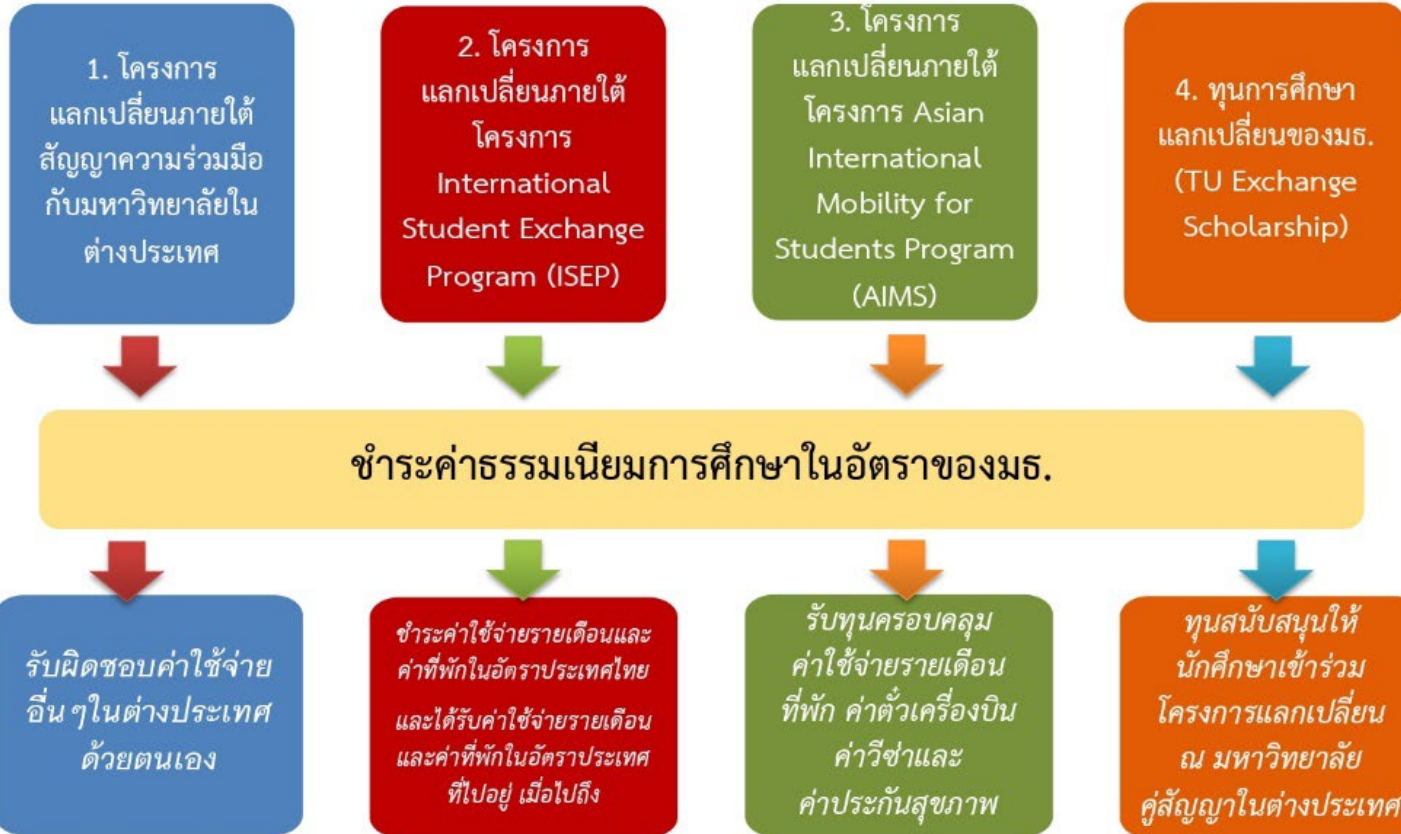 1. โครงการ
แลกเปลี่ยนภายใต้
สัญญาความร่วมมือ
กับมหาวิทยาลัยใน
ต่างประเทศ
2. โครงการ
แลกเปลี่ยนภายใต้
โครงการ
International
Student Exchange
Program (ISEP)
3. โครงการ
แลกเปลี่ยนภายใต้
โครงการ Asian
International
Mobility for
Students Program
(AIMS)
4. ทุนการศึกษา
แลกเปลี่ยนของมธ.
(TU Exchange
Scholarship)
ชำระค่าธรรมเนียมการศึกษาในอัตราของมธ.
รับผิดชอบค่าใช้จ่าย
อื่นๆในต่างประเทศ
ด้วยตนเอง
ชำระค่าใช้จ่ายรายเดือนและ
ค่าที่พักในอัตราประเทศไทย
และได้รับค่าใช้จ่ายรายเดือน
และค่าที่พักในอัตราประเทศ
ที่ไปอยู่ เมื่อไปถึง
รับทุนครอบคลุม
ค่าใช้จ่ายรายเดือน
ที่พัก ค่าตั๋วเครื่องบิน
ค่าวีซ่าและ
ค่าประกันสุขภาพ
ทุนสนับสนุนให้
นักศึกษาเข้าร่วม
โครงการแลกเปลี่ยน
ณ มหาวิทยาลัย
คู่สัญญาในต่างประเทศ